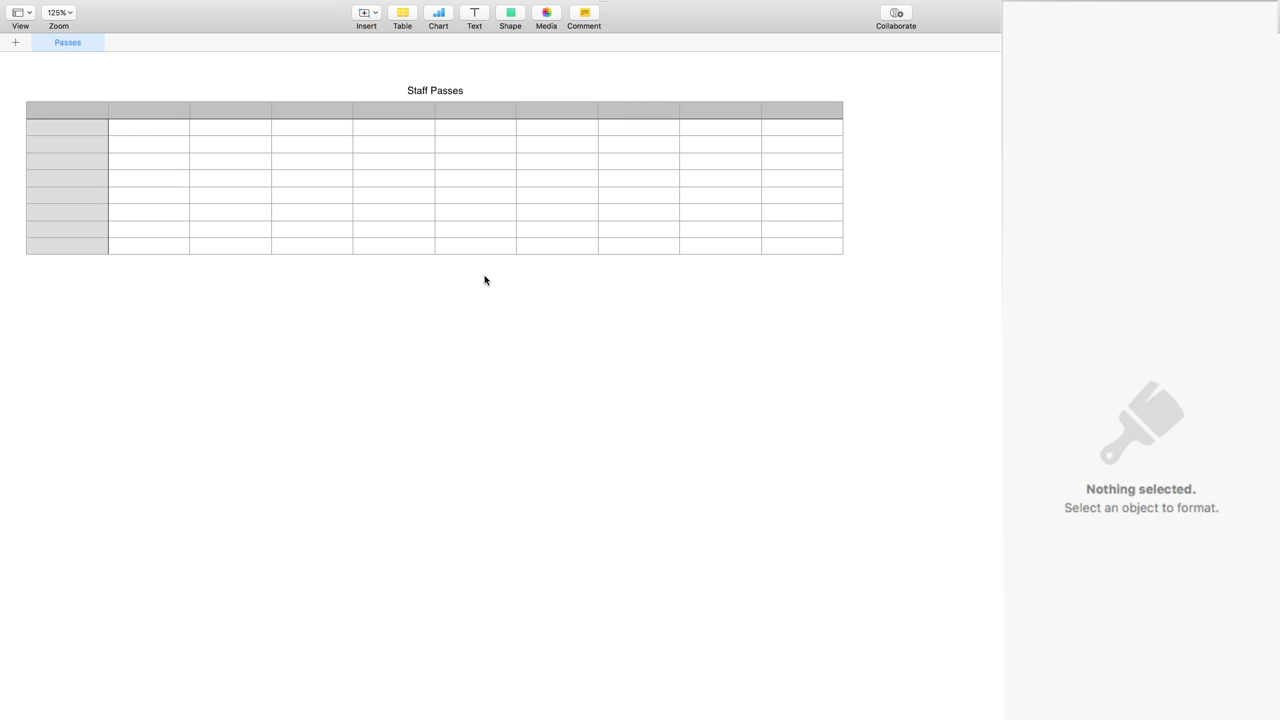 125%
View
Zoom
Insert
Table
Chart
Text
Shape
Media
Comment
Collaborate
Passes
Staff Passes
Nothing selected.
Select an object to format.